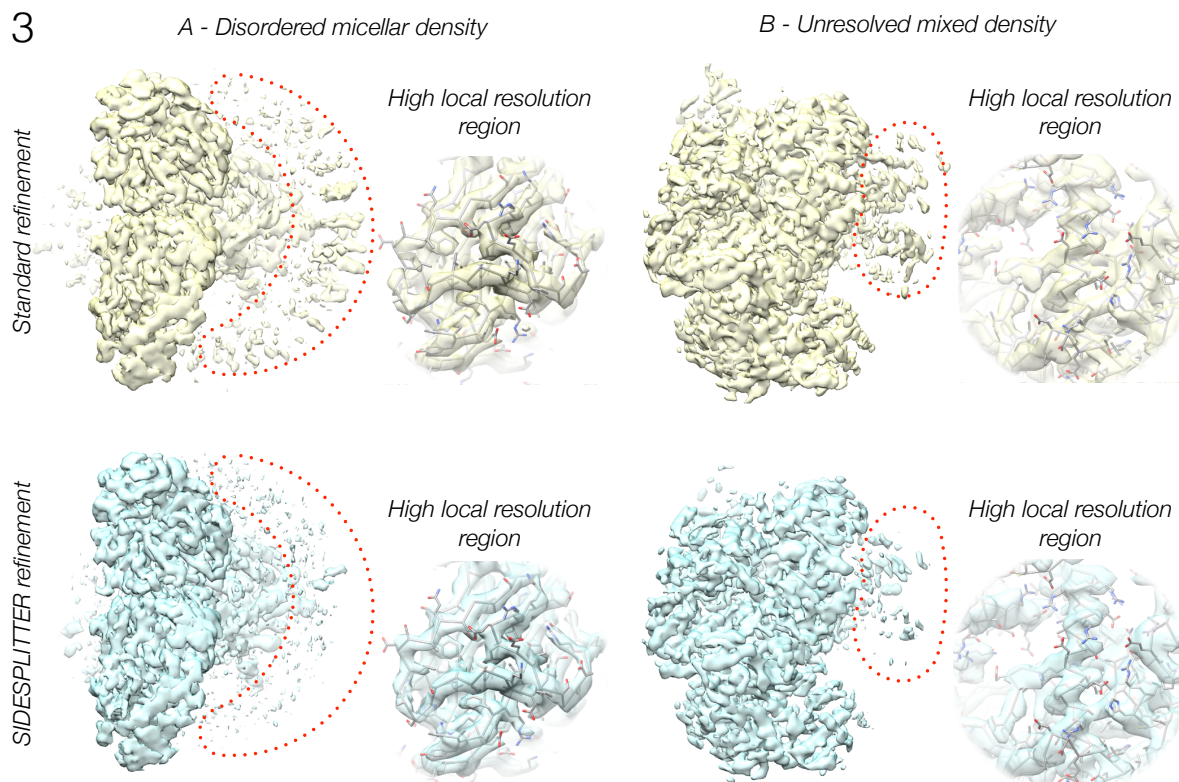 3
A - Disordered micellar density
B - Unresolved mixed density
Standard refinement
High local resolution
region
High local resolution
region
SIDESPLITTER refinement
High local resolution
region
High local resolution
region